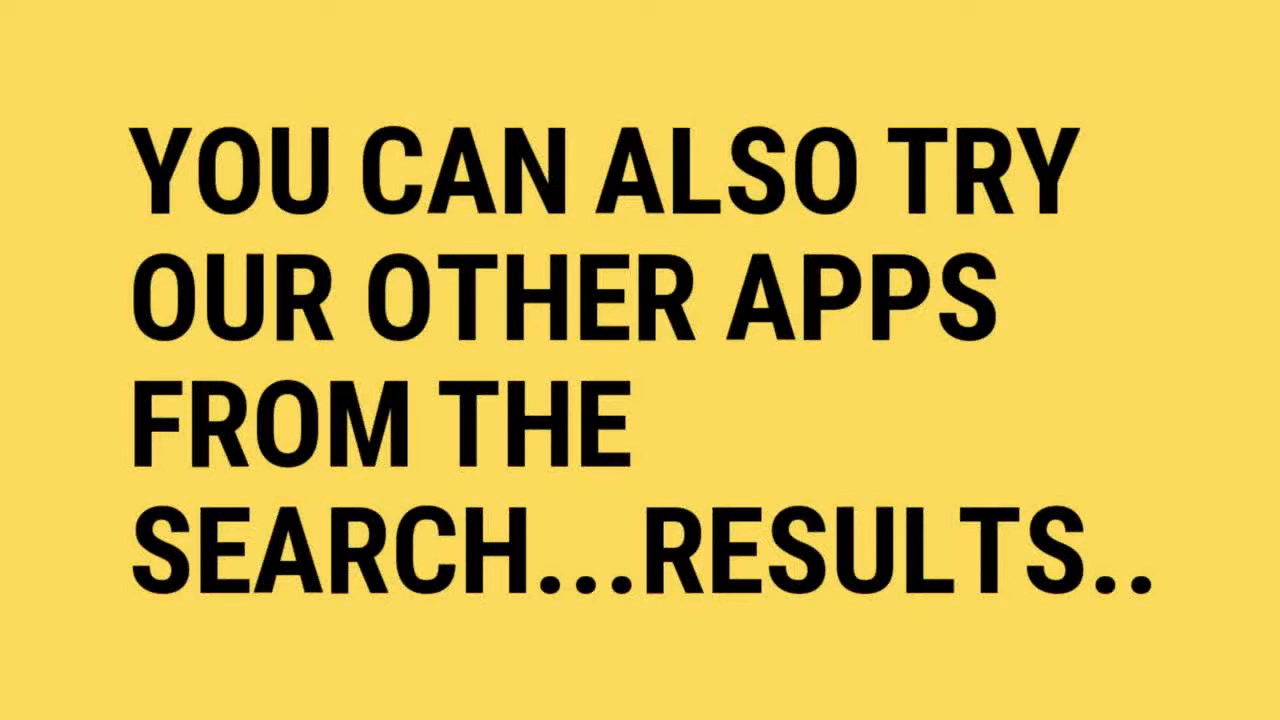 YOU CAN ALSO TRY
OUR OTHER APPS
FROM THE
SEARCH...RESULTS..